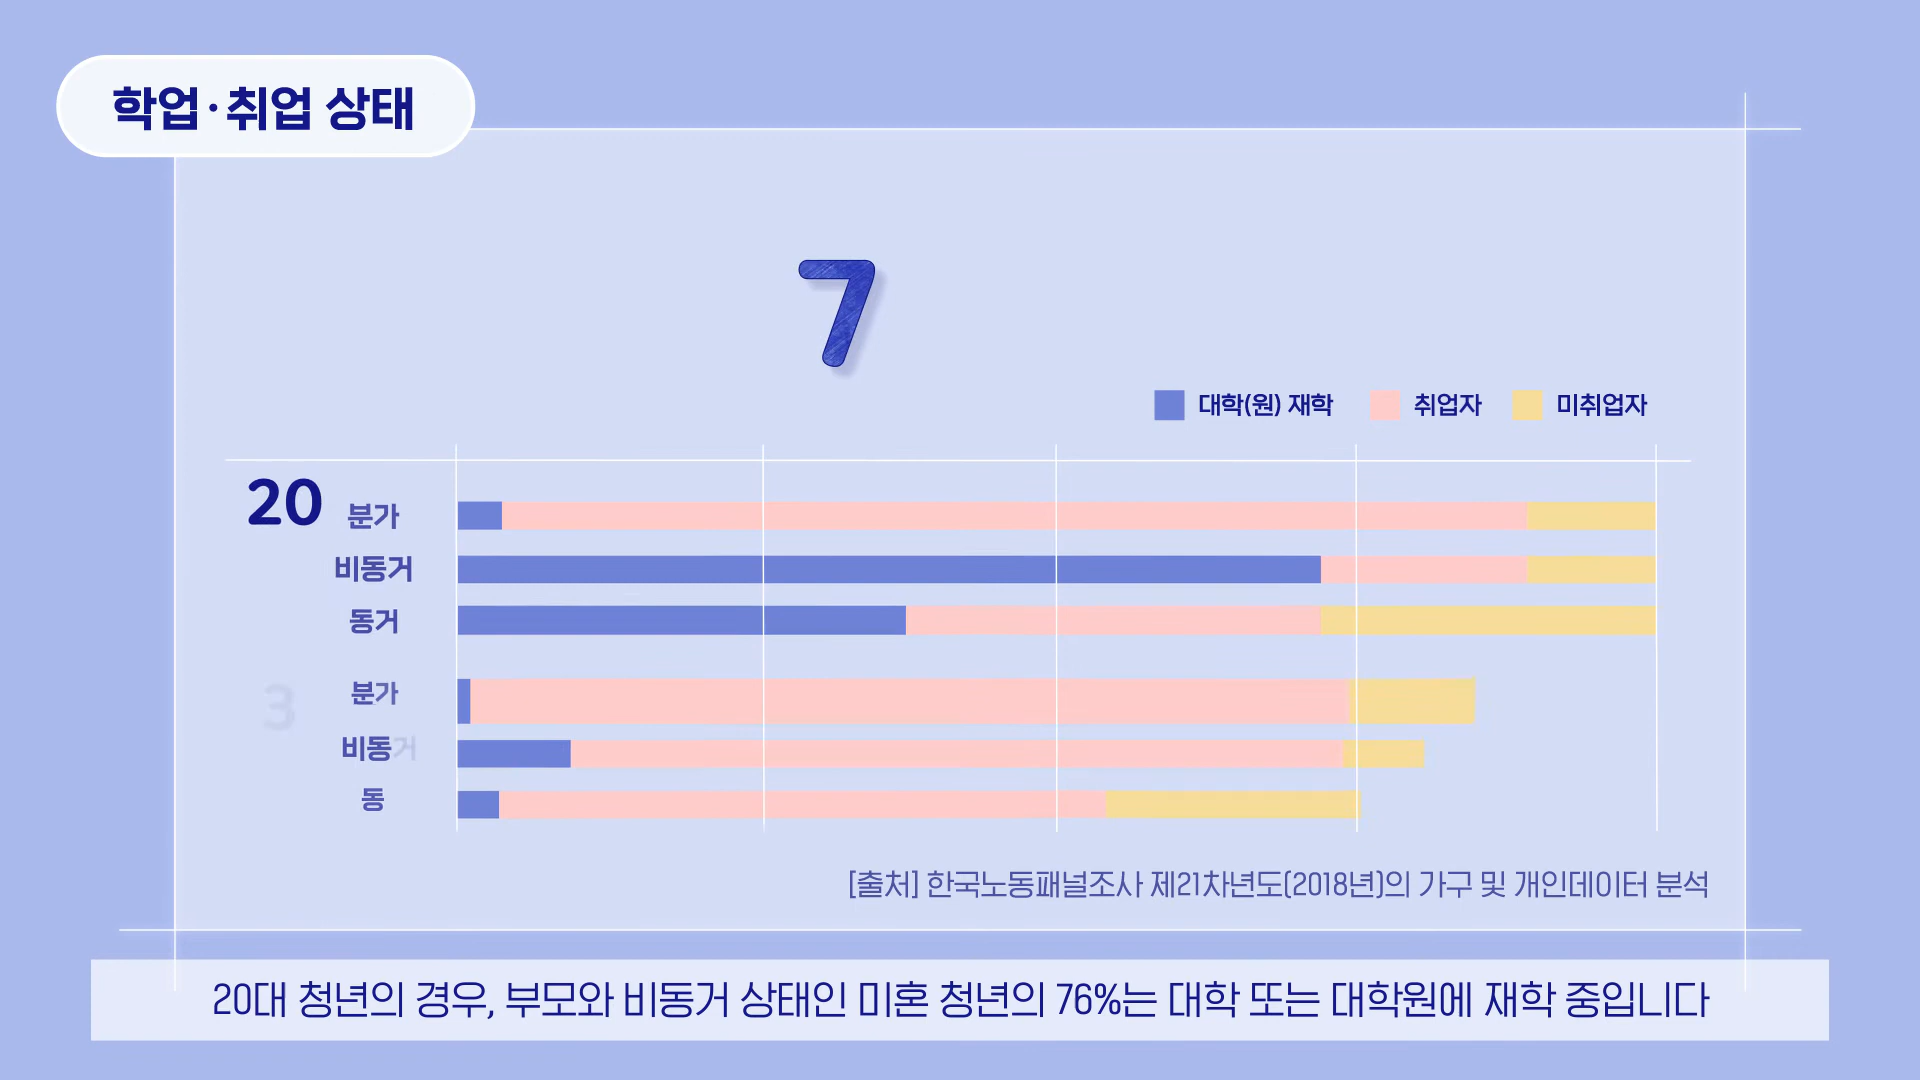 학업·취업 상태
7
대학(원) 재학
취업자
미취업자
20
분가
비동거
동거
3
분가
비동거
동
[출처] 한국노동패널조사 제21차년도(2018년)의 가구 및 개인데이터 분석
20대 청년의 경우, 부모와 비동거 상태인 미혼 청년의 76%는 대학 또는 대학원에 재학 중입니다